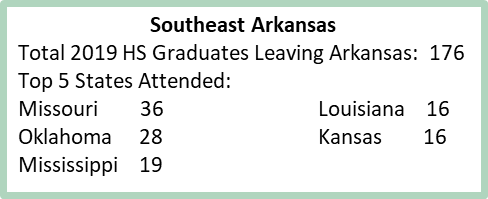 Southeast Arkansas
Total 2019 HS Graduates Leaving Arkansas: 176
Top 5 States Attended:
Missouri 36 Louisiana 16
Oklahoma 28 Kansas 16
Mississippi 19